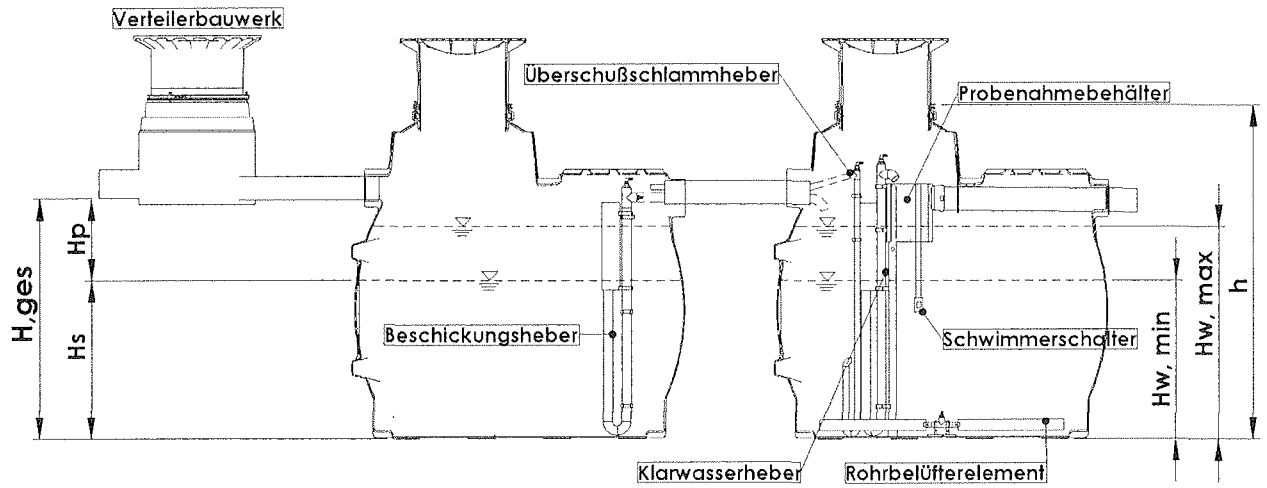 Verteilerbauwerk
Überschußschlammheber
Probenahmebehälter
H,ges
Hp
Hs
Beschickungsheber
Schwimmerschalter
Hw, min
Hw, max
h
Klarwasserheber
Rohrbelüfterelement